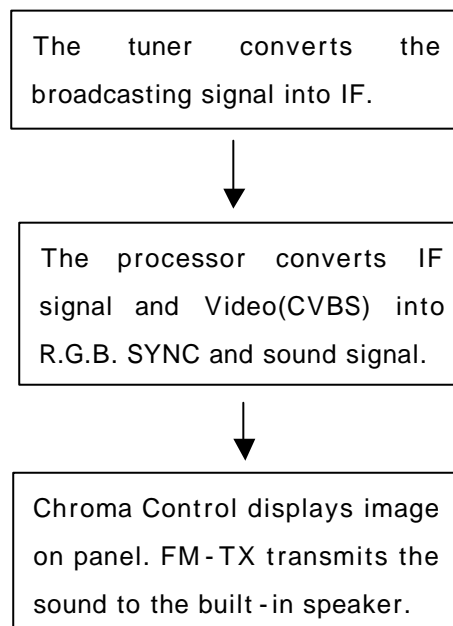 The tuner converts the
broadcasting signal into IF.
The processor converts IF
signal and Video(CVBS) into
R.G.B. SYNC and sound signal.
Chroma Control displays image
on panel. FM-TX transmits the
sound to the built-in speaker.